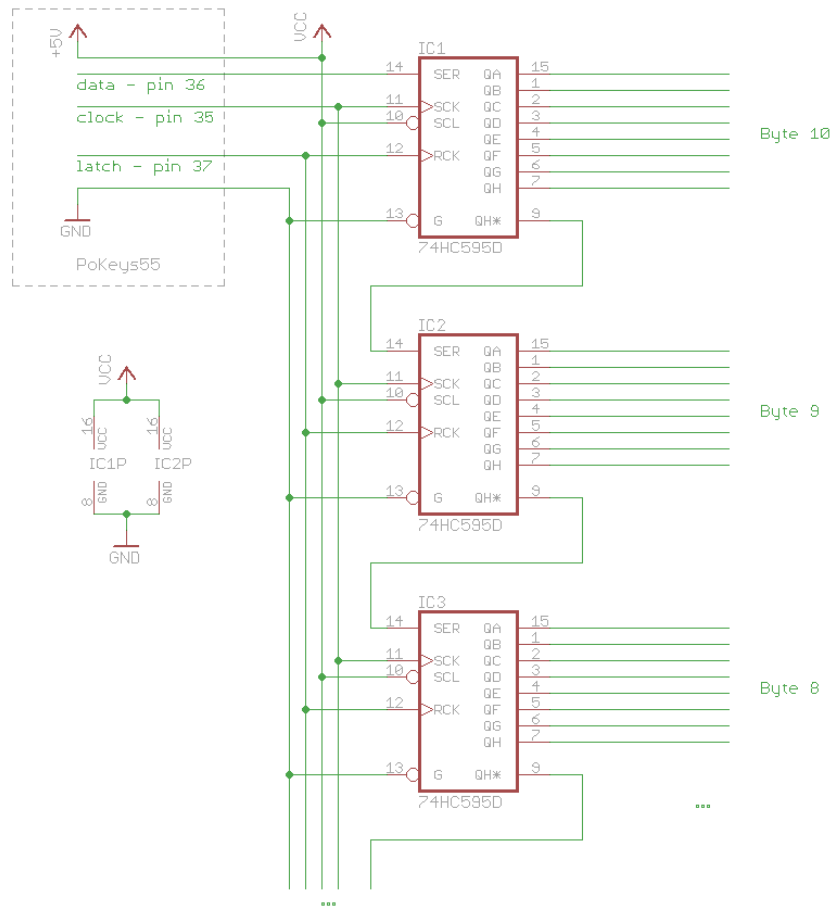 +5V
VCC
data - pin 36
clock - pin 35
latch - pin 37
GND
PoKeys55
IC1
14 SER QA 15
QB 1
11 SCK QC 2
10 SCL QD 3
QE 4
12 RCK QF 5
QG 6
QH 7
13 G QH* 9
74HC595D
Byte 10
VCC
16 VCC 16 VCC
IC1P IC2P
8 GND 8 GND
GND
IC2
14 SER QA 15
QB 1
11 SCK QC 2
10 SCL QD 3
QE 4
12 RCK QF 5
QG 6
QH 7
13 G QH* 9
74HC595D
Byte 9
IC3
14 SER QA 15
QB 1
11 SCK QC 2
10 SCL QD 3
QE 4
12 RCK QF 5
QG 6
QH 7
13 G QH* 9
74HC595D
Byte 8
...
...